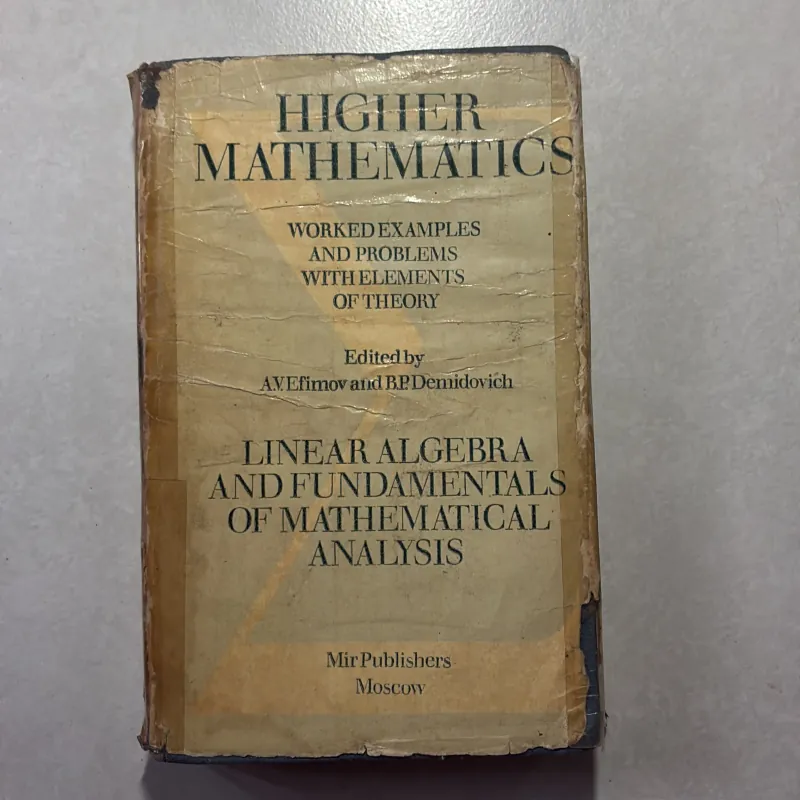 HIGHER
MATHEMATICS
WORKED EXAMPLES
AND PROBLEMS
WITH ELEMENTS
OF THEORY
Edited by
A.V. Efimov and B.P. Demidovich
LINEAR ALGEBRA
AND FUNDAMENTALS
OF MATHEMATICAL
ANALYSIS
Mir Publishers
Moscow